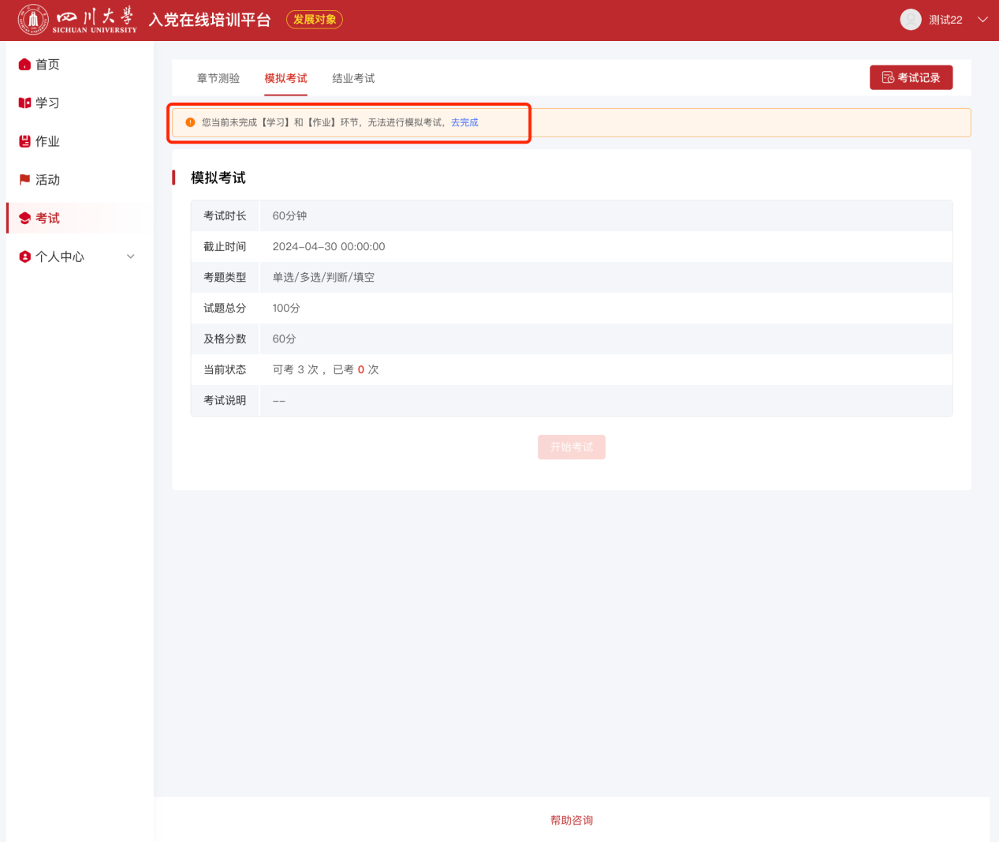 四川大学
SICHUAN UNIVERSITY
入党在线培训平台
发展对象
测试22
首页
学习
作业
活动
考试
个人中心
章节测验 模拟考试 结业考试
考试记录
您当前未完成【学习】和【作业】环节，无法进行模拟考试，去完成
模拟考试
考试时长 60分钟
截止时间 2024-04-30 00:00:00
考题类型 单选/多选/判断/填空
试题总分 100分
及格分数 60分
当前状态 可考 3 次 ，已考 0 次
考试说明 --
开始考试
帮助咨询